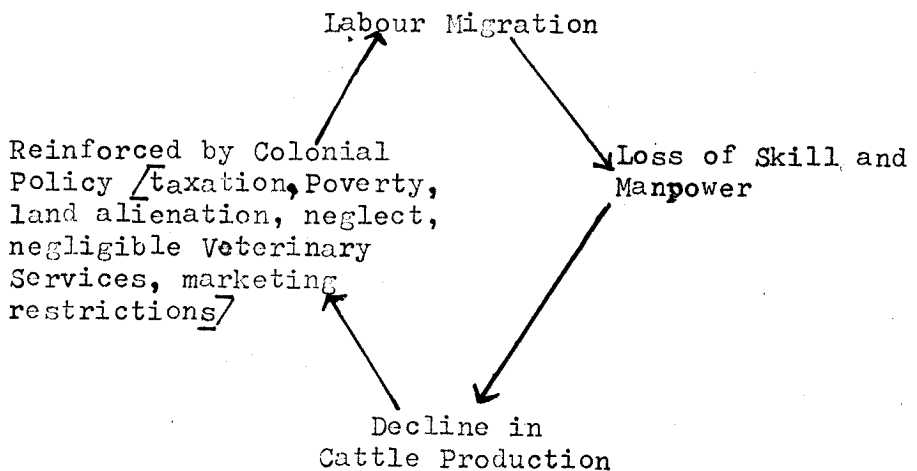 Labour Migration
Reinforced by Colonial
Policy [taxation, Poverty,
land alienation, neglect,
negligible Veterinary
Services, marketing
restrictions]
Loss of Skill and
Manpower
Decline in
Cattle Production